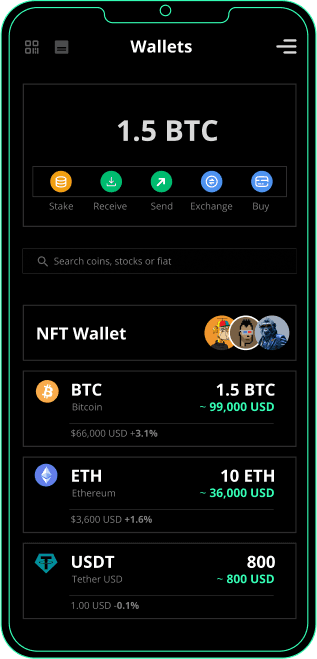 Wallets
1.5 BTC
Stake Receive Send Exchange Buy
Search coins, stocks or fiat
NFT Wallet
BTC 1.5 BTC
Bitcoin ~ 99,000 USD
$66,000 USD +3.1%
ETH 10 ETH
Ethereum ~ 36,000 USD
$3,600 USD +1.6%
USDT 800
Tether USD ~ 800 USD
1.00 USD -0.1%